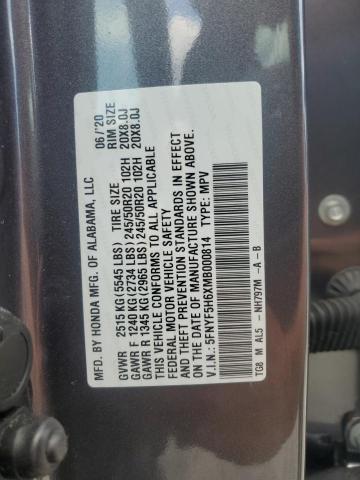 MFD. BY HONDA MFG. OF ALABAMA, LLC 06/'20
TIRE SIZE RIM SIZE
GVWR 2515 KG(5545 LBS)
GAWR F 1240 KG(2734 LBS) 245/50R20 102H 20X8.0J
GAWR R 1345 KG(2965 LBS) 245/50R20 102H 20X8.0J
THIS VEHICLE CONFORMS TO ALL APPLICABLE
FEDERAL MOTOR VEHICLE SAFETY, BUMPER,
AND THEFT PREVENTION STANDARDS IN EFFECT
ON THE DATE OF MANUFACTURE SHOWN ABOVE.
V.I.N.: 5FNYF5H6XMB000814 TYPE: MPV
TG8 M AL5 - NH797M -A -B